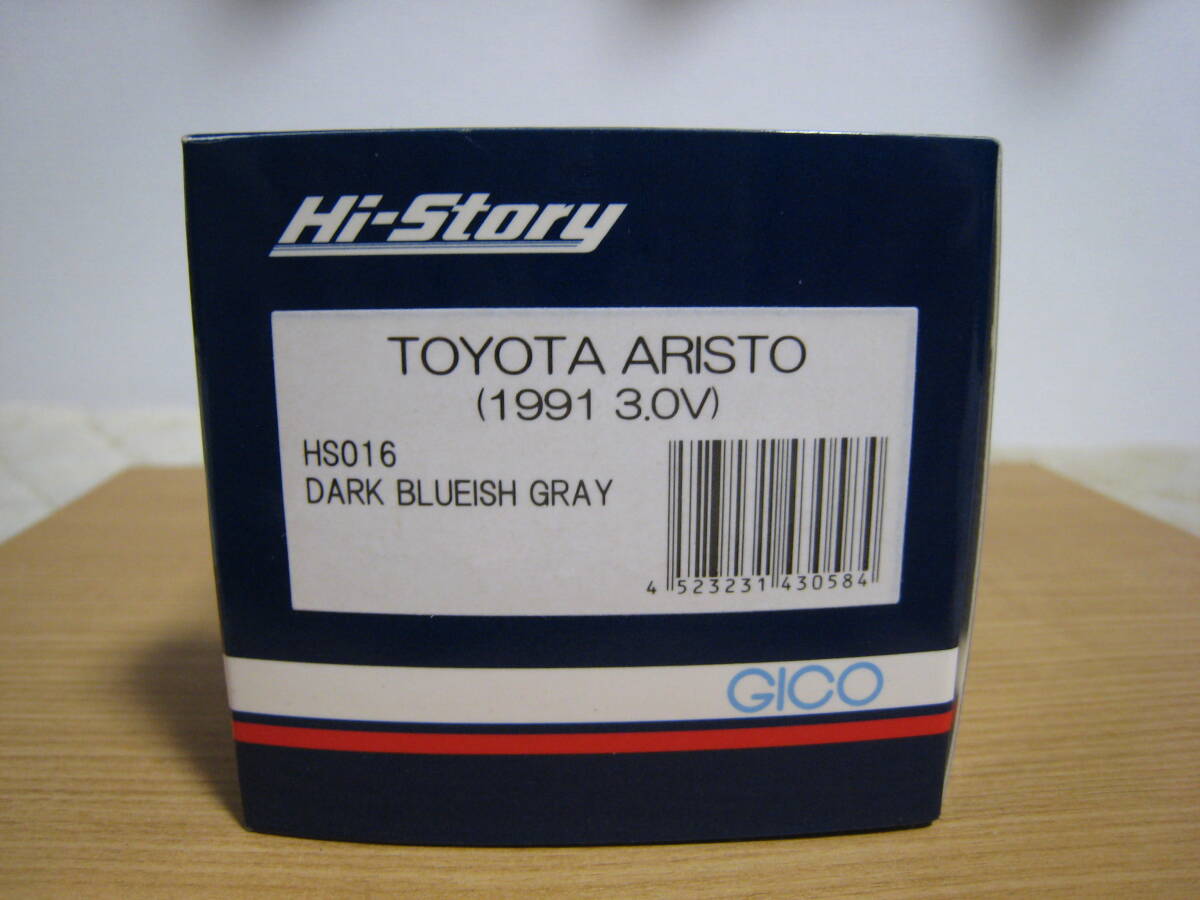 Hi-Story
TOYOTA ARISTO
(1991 3.0V)
HS016
DARK BLUEISH GRAY
4 523231 430584
GICO